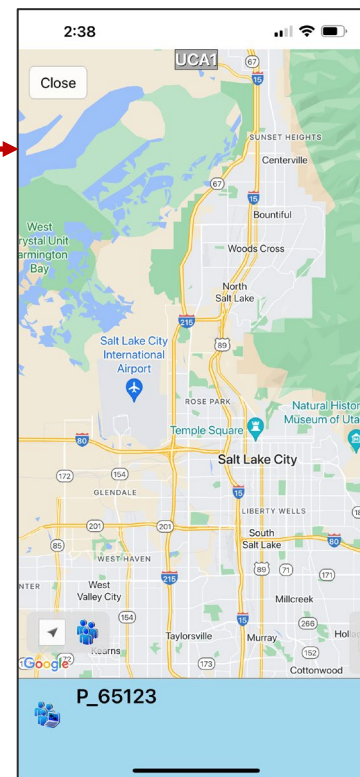 2:38
UCA1
67
15
Close
SUNSET HEIGHTS
Centerville
67
15
West
rystal Unit
armington
Bay
Bountiful
Woods Cross
North
Salt Lake
215
89
Salt Lake City
International
Airport
ROSE PARK
Natural Histor
Museum of Uta
Temple Square
80
Salt Lake City
172
154
GLENDALE
15
LIBERTY WELLS
201
201
South
Salt Lake
80
85
WEST HAVEN
215
89
71
171
NTER
West
Valley City
Millcreek
154
15
266
Taylorsville
Murray
Hol
Kearns
Google
173
152
Cottonwood
P_65123